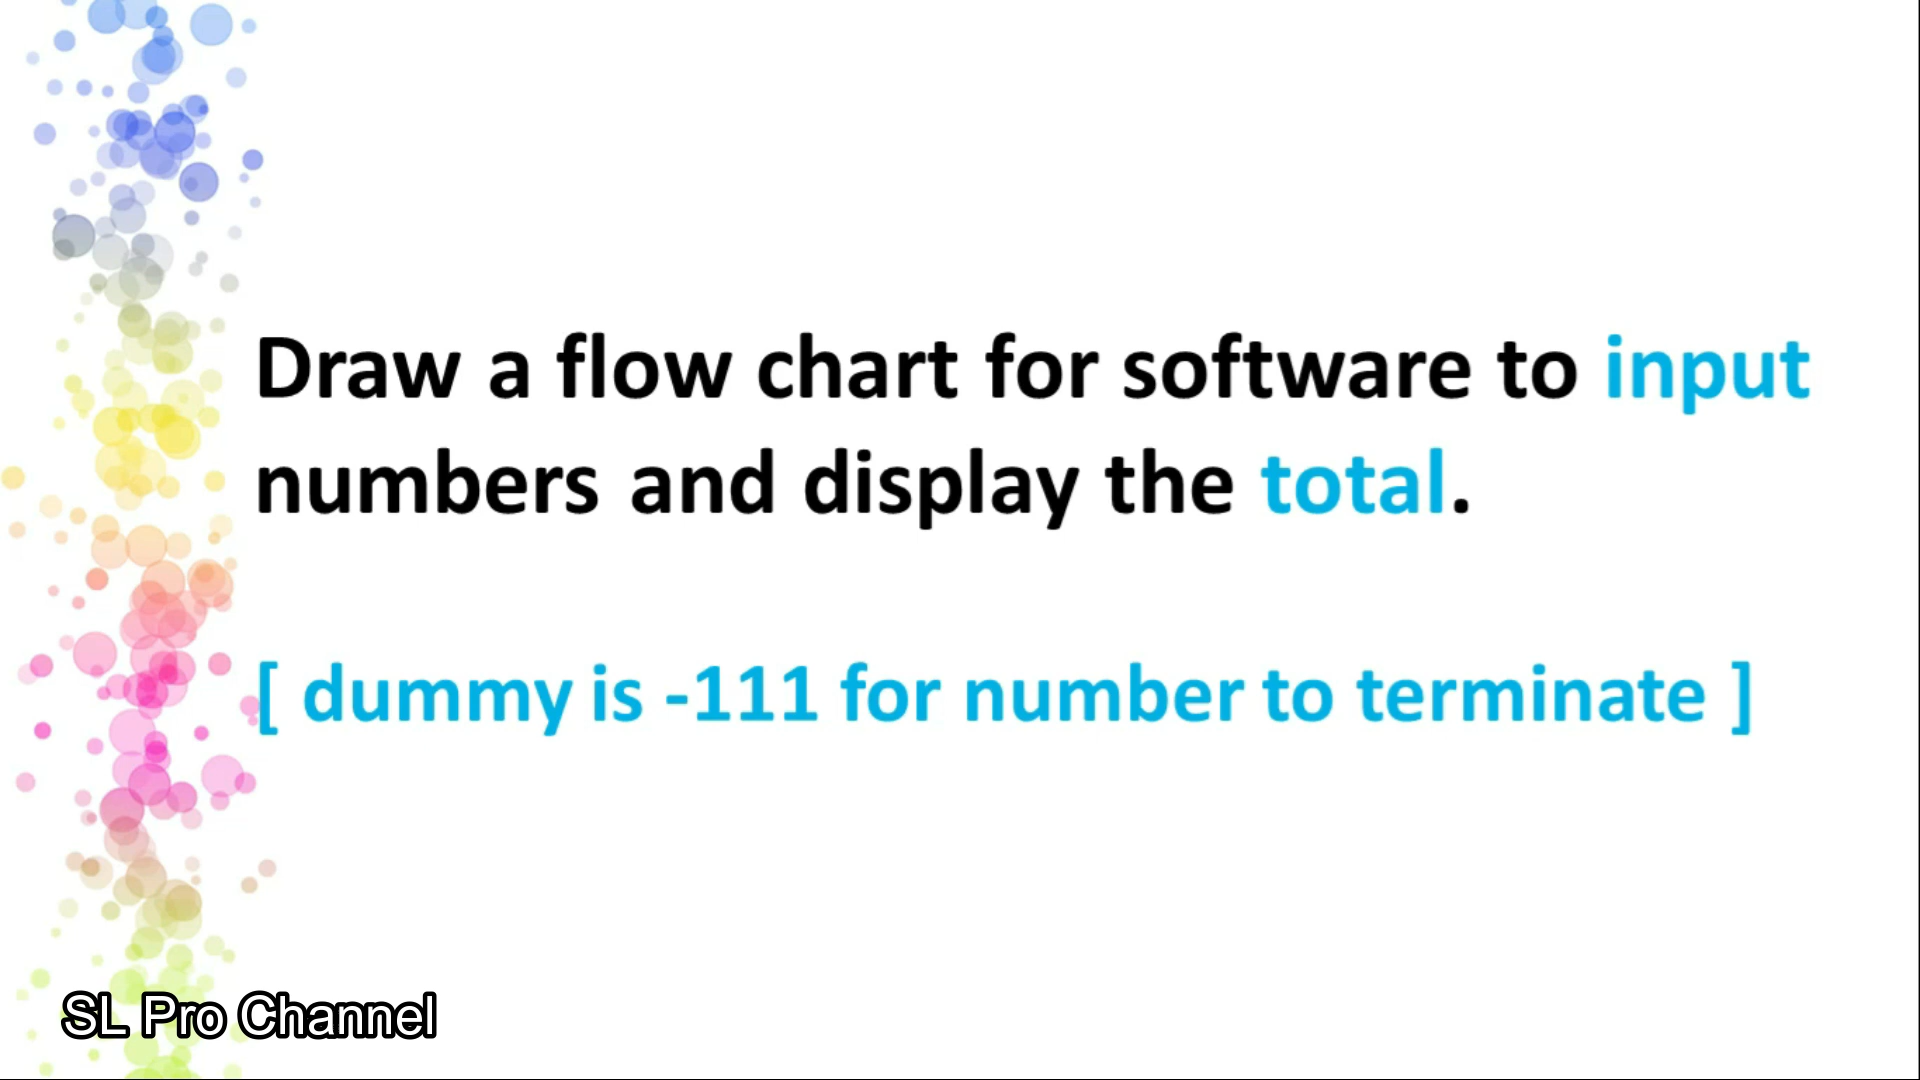 Draw a flow chart for software to input
numbers and display the total.
[ dummy is -111 for number to terminate ]
SL Pro Channel